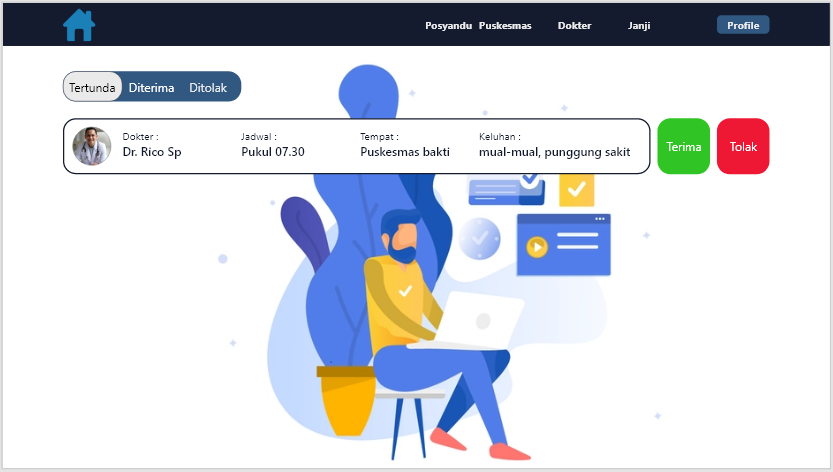 Posyandu Puskesmas Dokter Janji Profile
Tertunda Diterima Ditolak
Dokter : Jadwal : Tempat : Keluhan :
Dr. Rico Sp Pukul 07.30 Puskesmas bakti mual-mual, punggung sakit
Terima Tolak